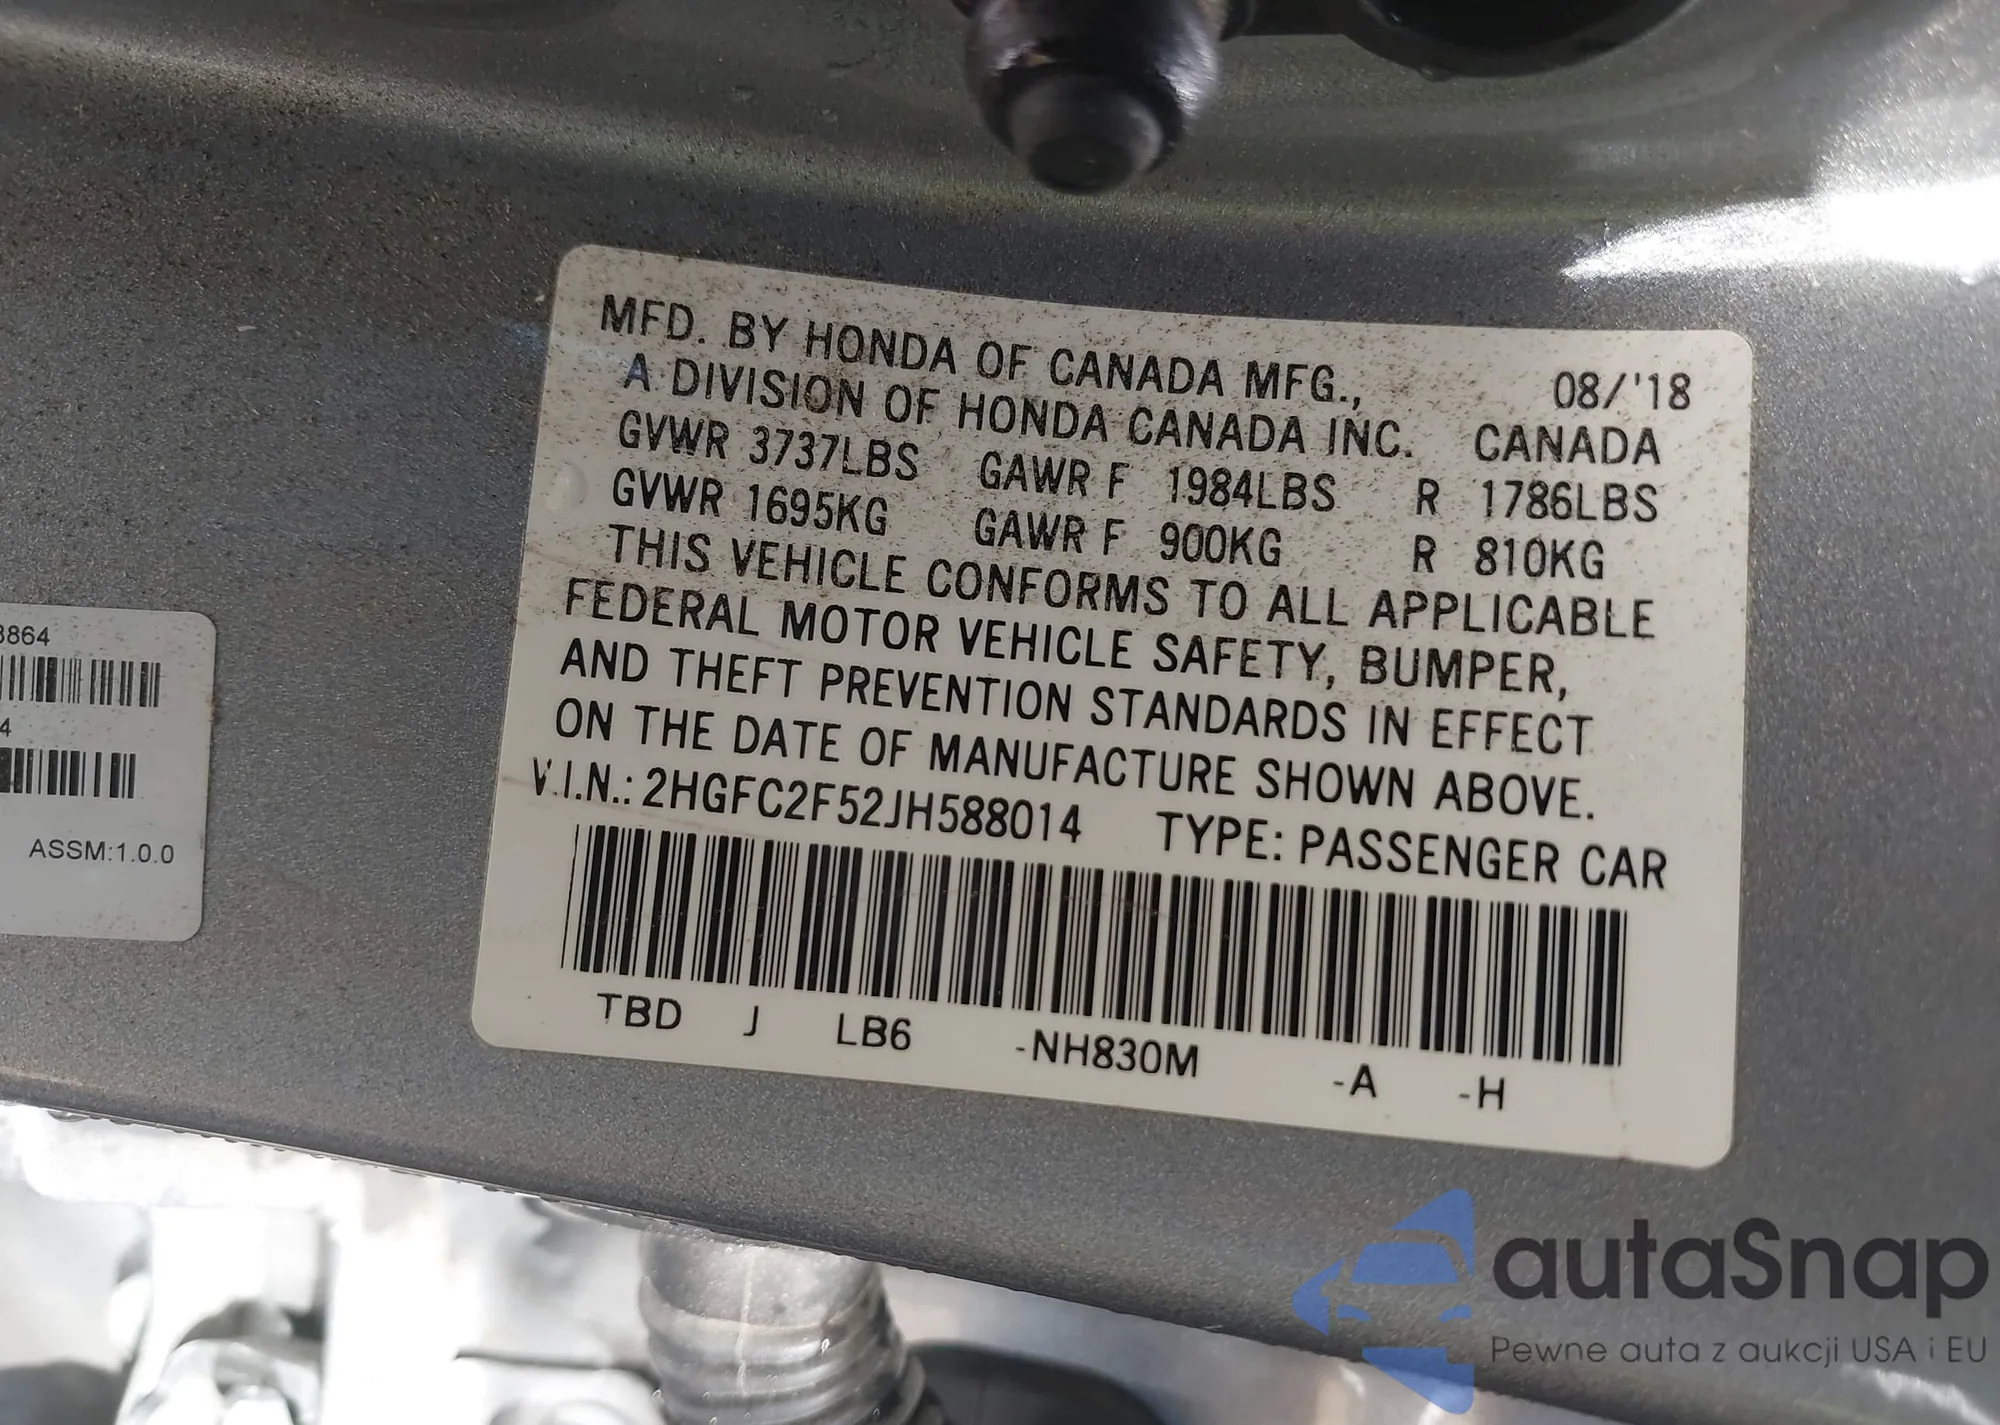 MFD. BY HONDA OF CANADA MFG., 08/'18
A DIVISION OF HONDA CANADA INC. CANADA
GVWR 3737LBS GAWR F 1984LBS R 1786LBS
GVWR 1695KG GAWR F 900KG R 810KG
THIS VEHICLE CONFORMS TO ALL APPLICABLE
FEDERAL MOTOR VEHICLE SAFETY, BUMPER,
AND THEFT PREVENTION STANDARDS IN EFFECT
ON THE DATE OF MANUFACTURE SHOWN ABOVE.
V.I.N.: 2HGFC2F52JH588014 TYPE: PASSENGER CAR
TBD J LB6 -NH830M -A -H
3864
4
ASSM:1.0.0
autaSnap
Pewne auta z aukcji USA i EU